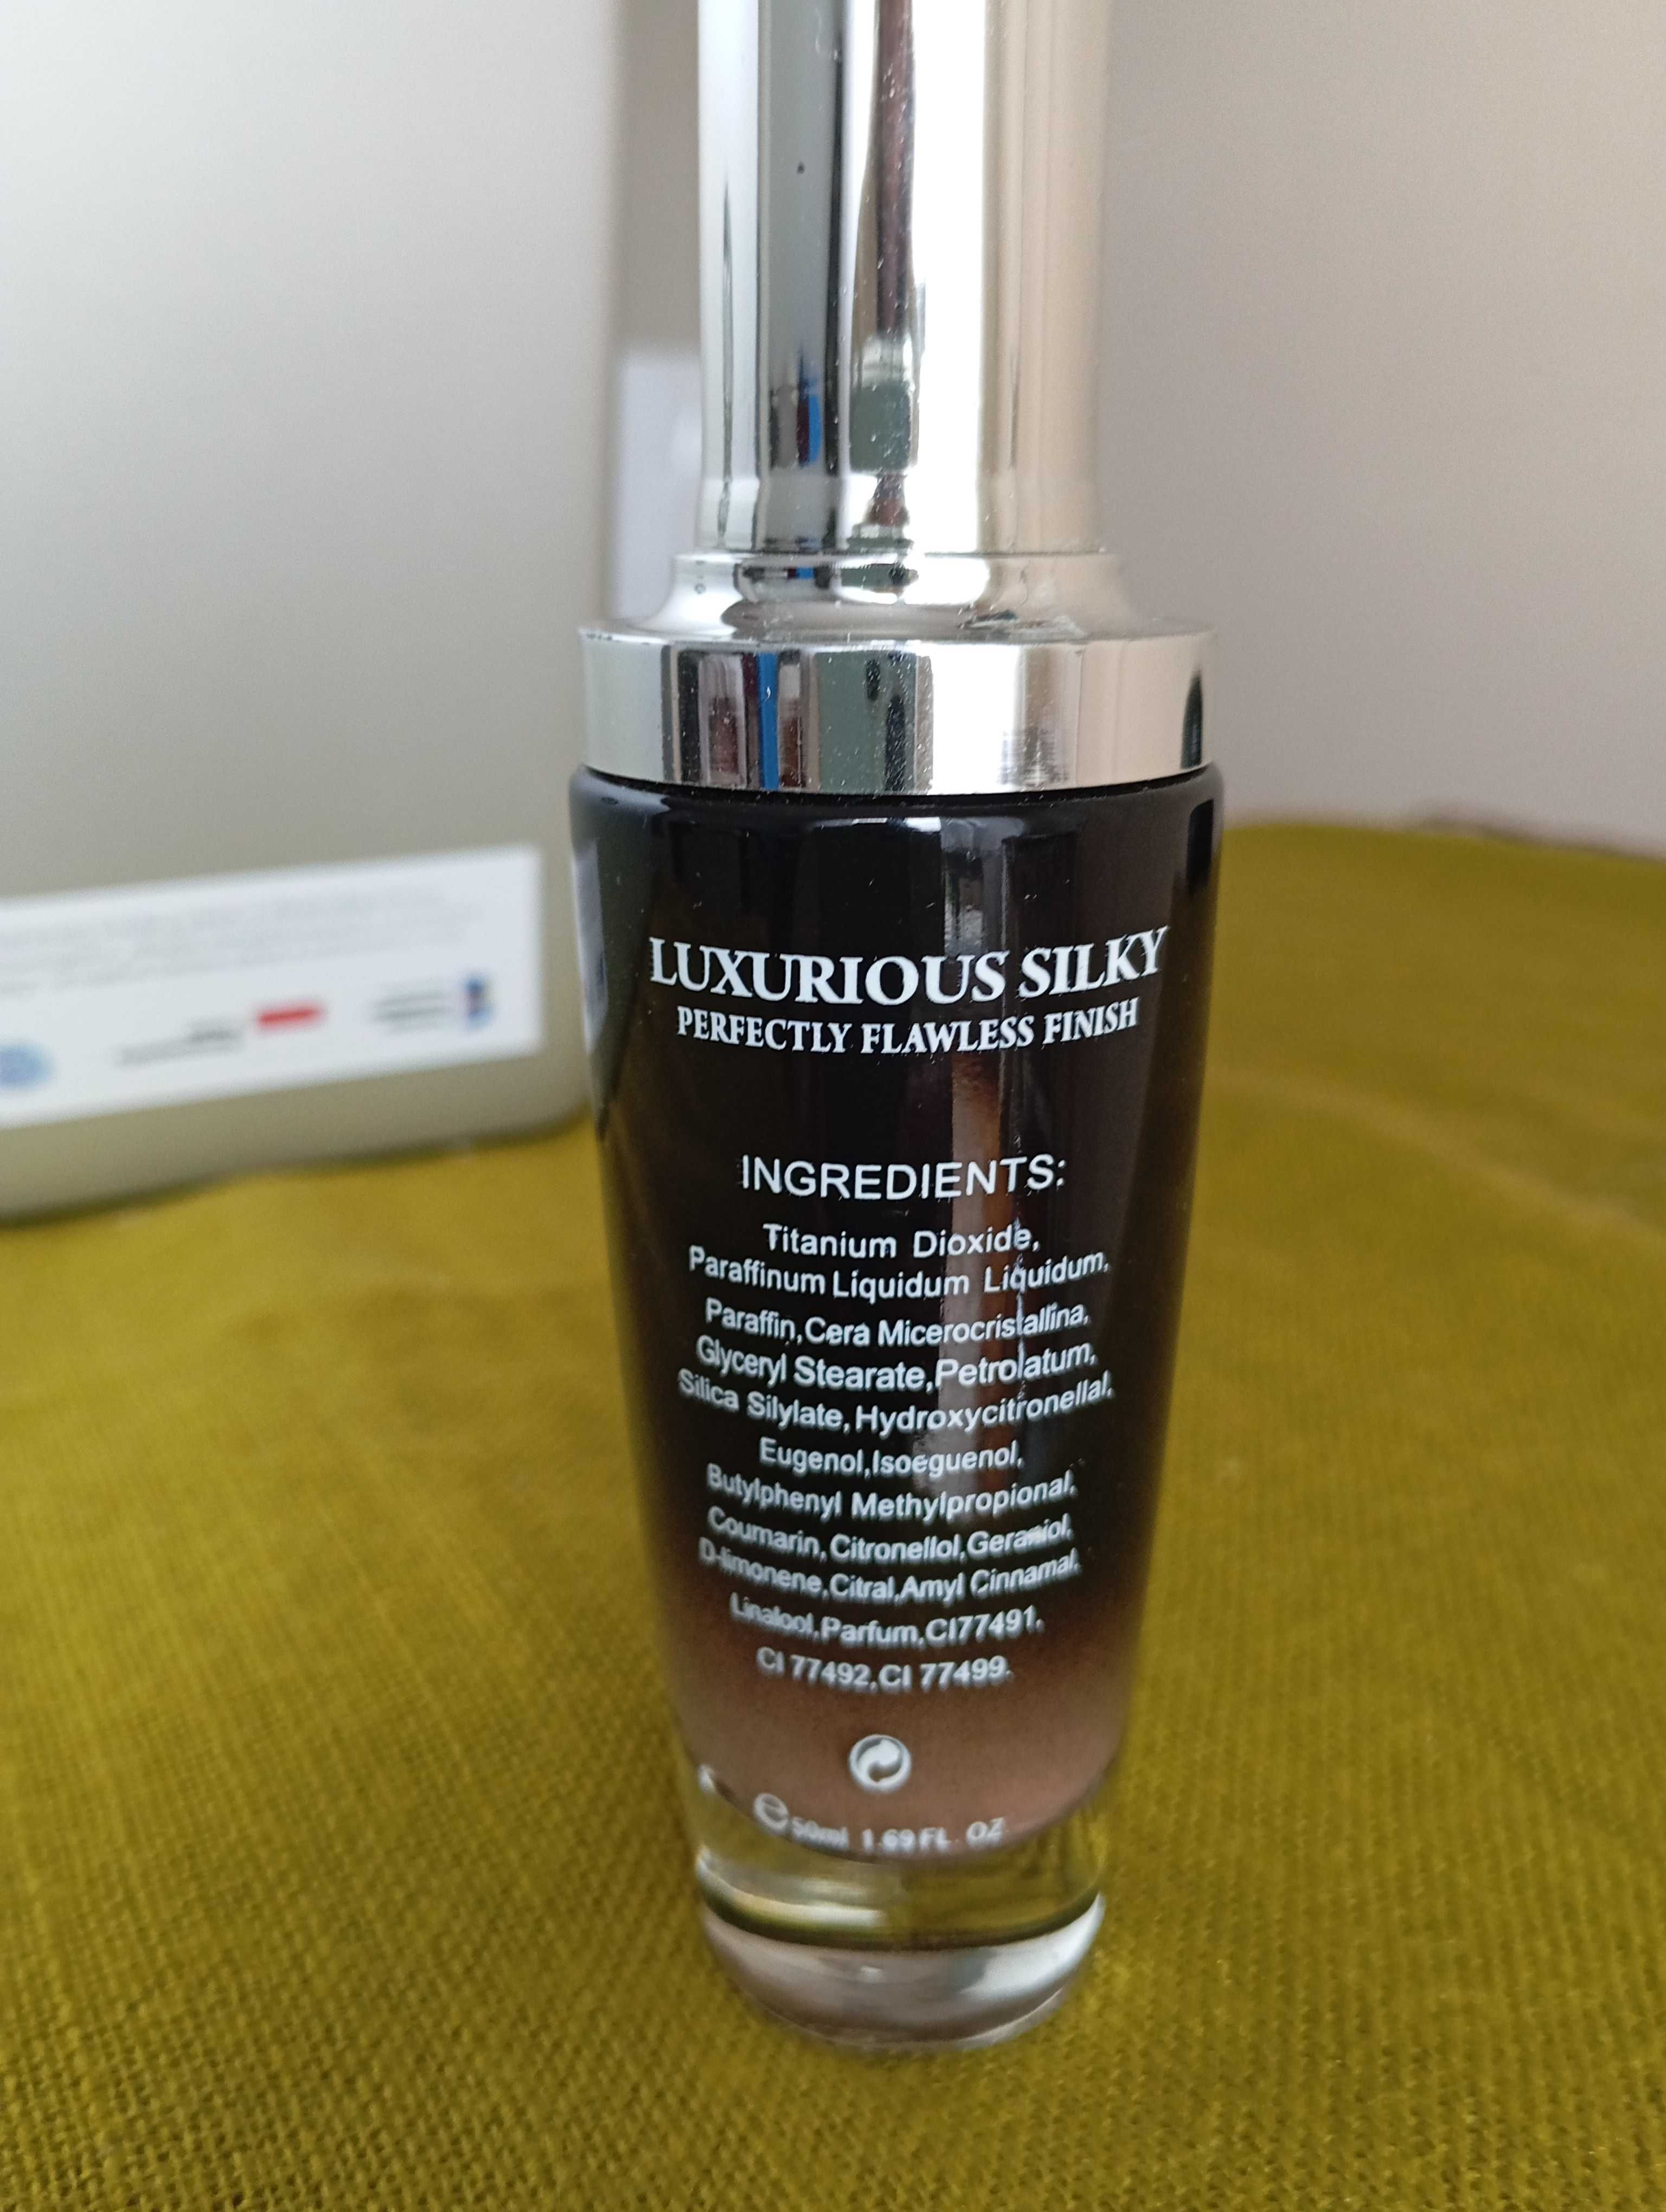 LUXURIOUS SILKY
PERFECTLY FLAWLESS FINISH
INGREDIENTS:
Titanium Dioxide,
Paraffinum Liquidum Liquidum,
Paraffin,Cera Micerocristallina,
Glyceryl Stearate,Petrolatum,
Silica Silylate,Hydroxycitronellal,
Eugenol,Isoeguenol,
Butylphenyl Methylpropional,
Coumarin,Citronellol,Geraniol,
D-limonene,Citral,Amyl Cinnamal,
Linalool,Parfum,CI77491,
CI 77492,CI 77499.
e 50ml 1.69 FL. OZ